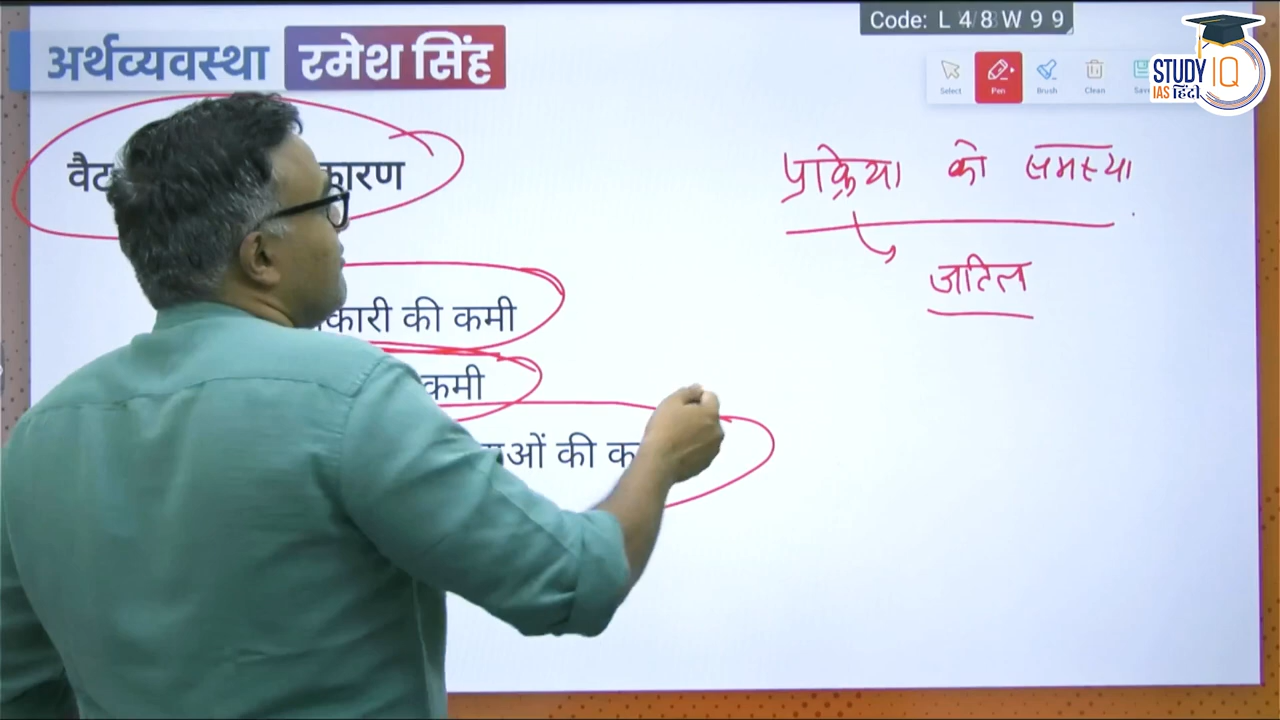 Code: L 4 8 W 9 9
अर्थव्यवस्था रमेश सिंह
Select Pen Brush Clean
STUDY IQ
IAS हिंदी
प्रक्रिया की समस्या
जटिल
की कमी
कमी
की